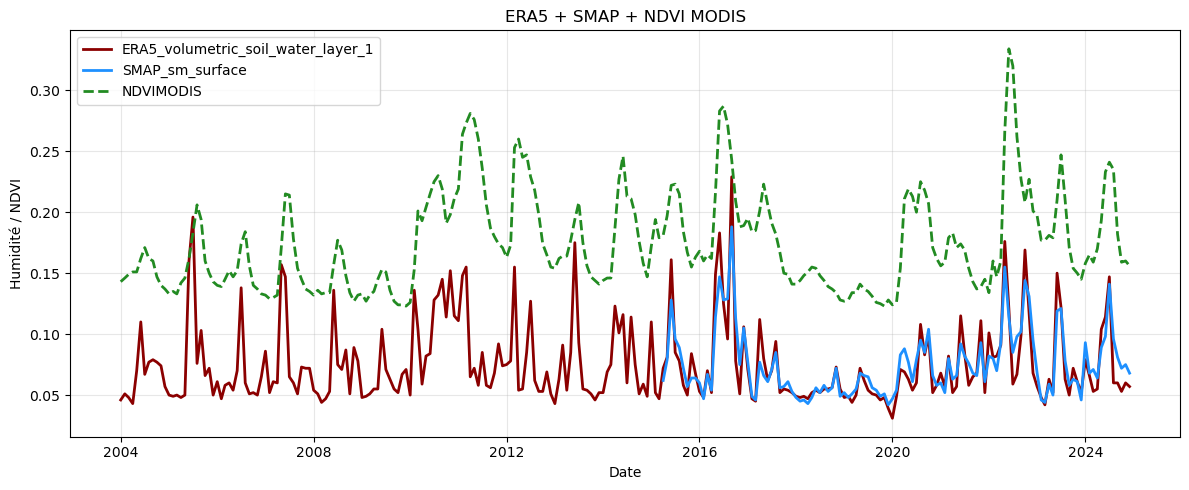 ERA5 + SMAP + NDVI MODIS
ERA5_volumetric_soil_water_layer_1
SMAP_sm_surface
NDVIMODIS
Humidité / NDVI
0.30
0.25
0.20
0.15
0.10
0.05
2004 2008 2012 2016 2020 2024
Date